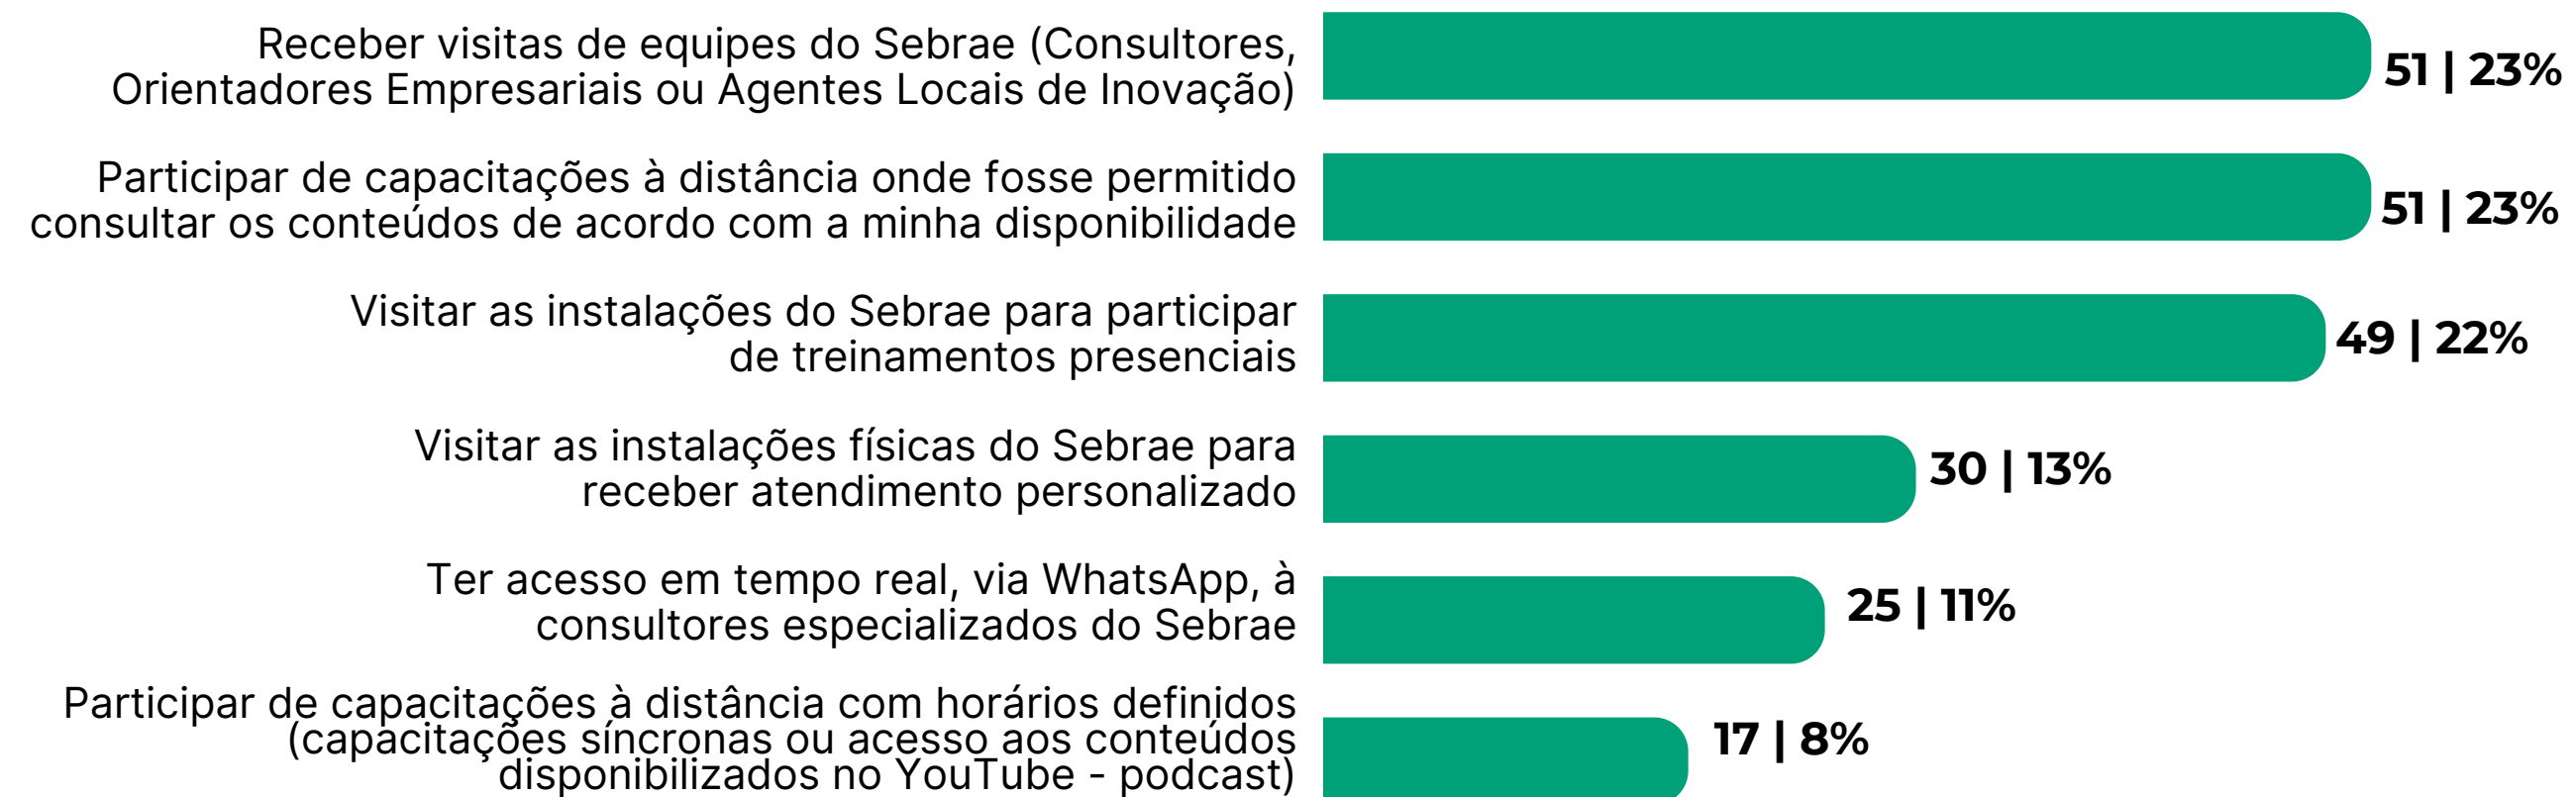 Receber visitas de equipes do Sebrae (Consultores,
Orientadores Empresariais ou Agentes Locais de Inovação)
51 | 23%
Participar de capacitações à distância onde fosse permitido
consultar os conteúdos de acordo com a minha disponibilidade
51 | 23%
Visitar as instalações do Sebrae para participar
de treinamentos presenciais
49 | 22%
Visitar as instalações físicas do Sebrae para
receber atendimento personalizado
30 | 13%
Ter acesso em tempo real, via WhatsApp, à
consultores especializados do Sebrae
25 | 11%
Participar de capacitações à distância com horários definidos
(capacitações síncronas ou acesso aos conteúdos
disponibilizados no YouTube - podcast)
17 | 8%